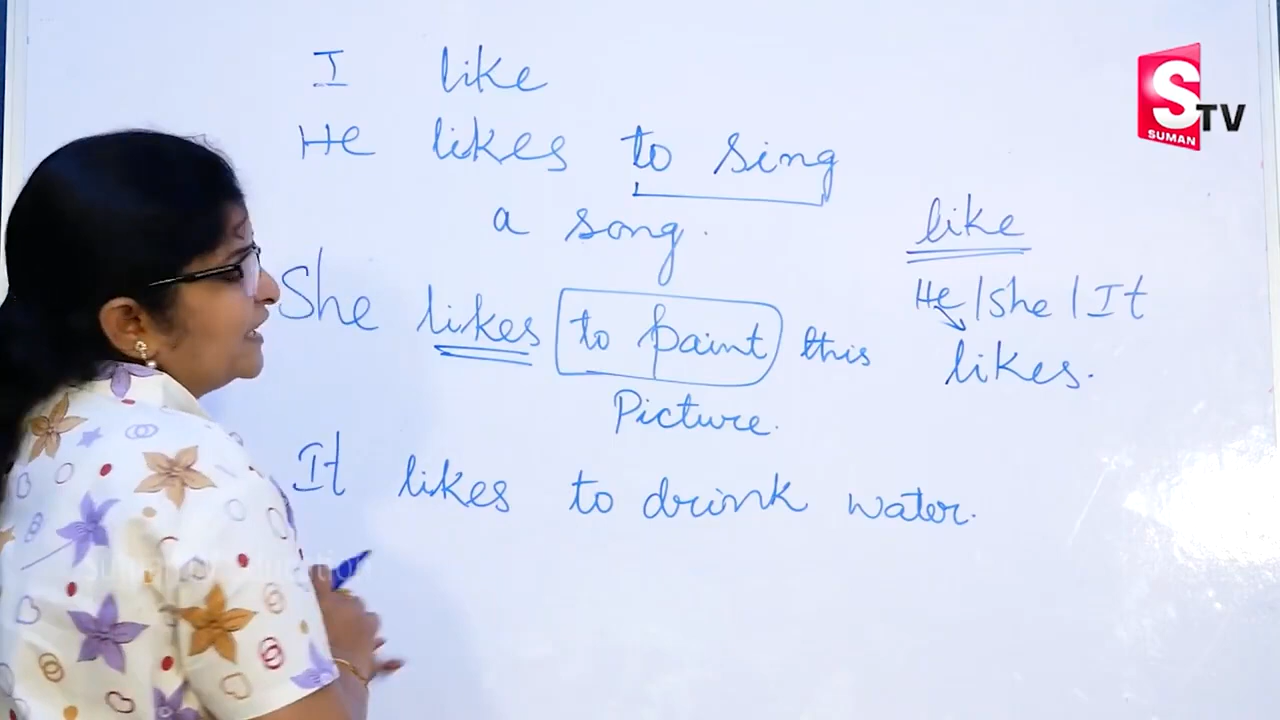 I like
He likes to sing
a song.
She likes to paint this
Picture.
It likes to drink water.
like
He/She/It
likes.
S
TV
SUMAN